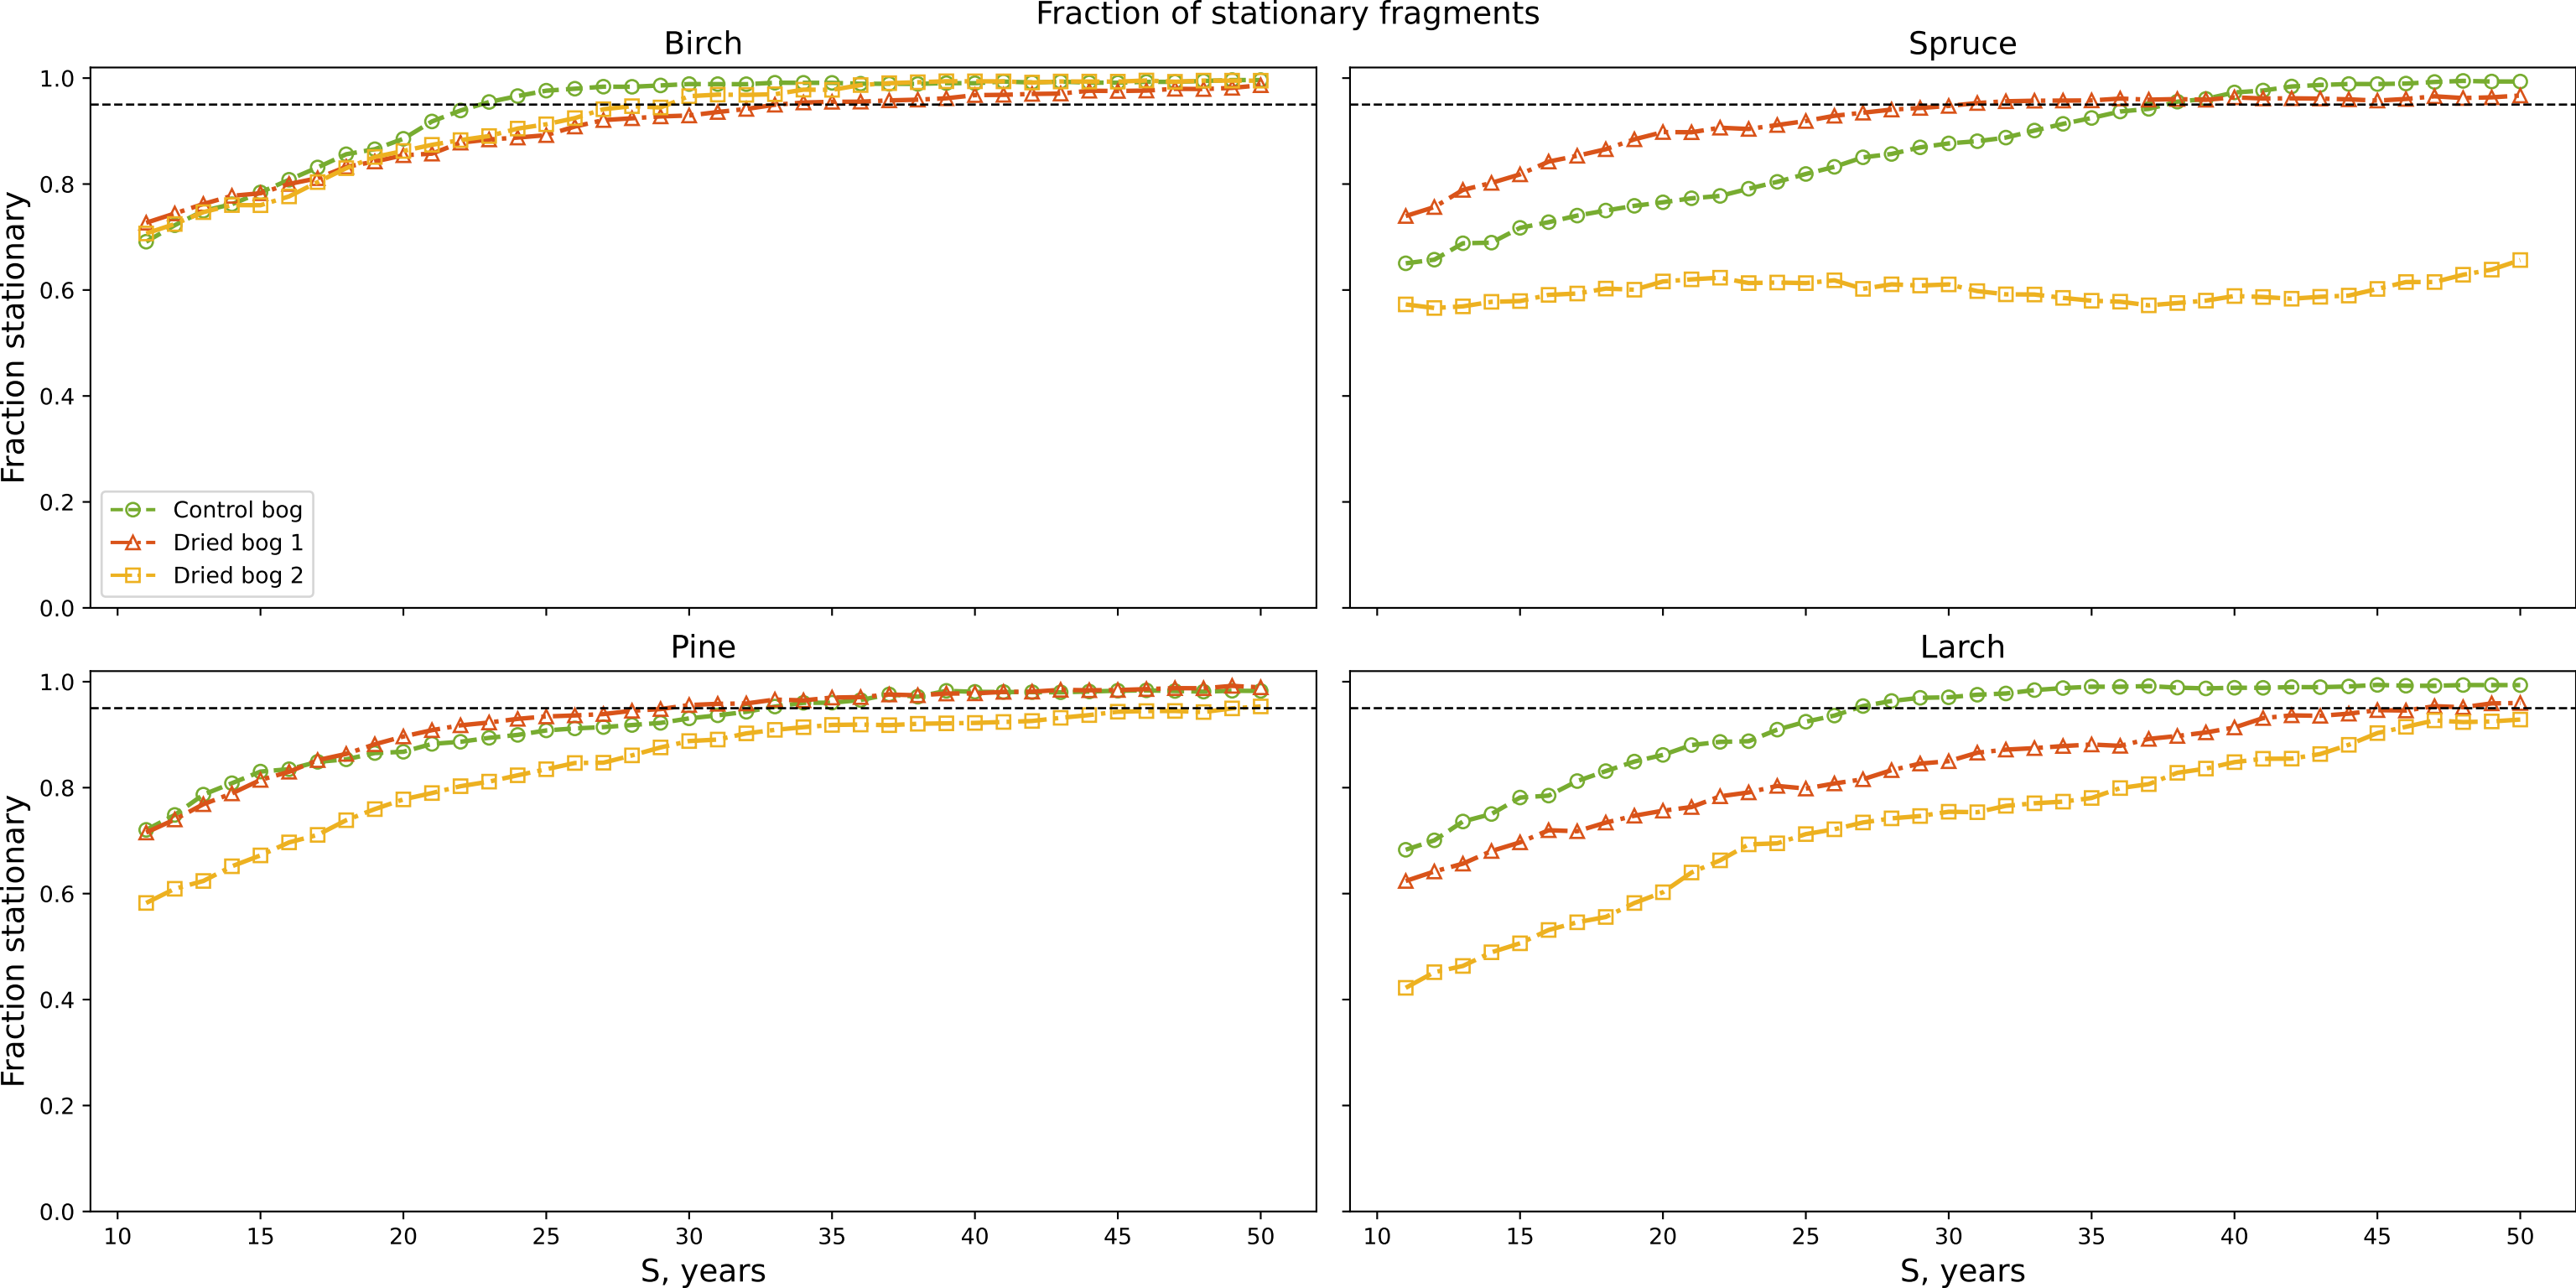 Fraction of stationary fragments
Birch
Spruce
Fraction stationary
1.0
0.8
0.6
0.4
0.2
0.0
Control bog
Dried bog 1
Dried bog 2
Pine
Larch
Fraction stationary
1.0
0.8
0.6
0.4
0.2
0.0
10 15 20 25 30 35 40 45 50
10 15 20 25 30 35 40 45 50
S, years
S, years